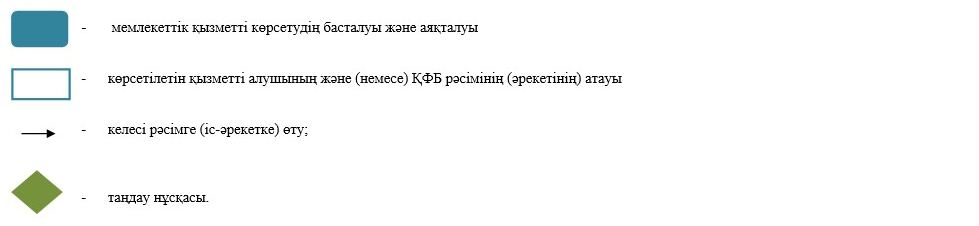 - мемлекеттік қызметті көрсетудің басталуы және аяқталуы
- көрсетілетін қызметті алушының және (немесе) ҚФБ рәсімінің (әрекетінің) атауы
- келесі рәсімге (іс-әрекетке) өту;
- таңдау нұсқасы.